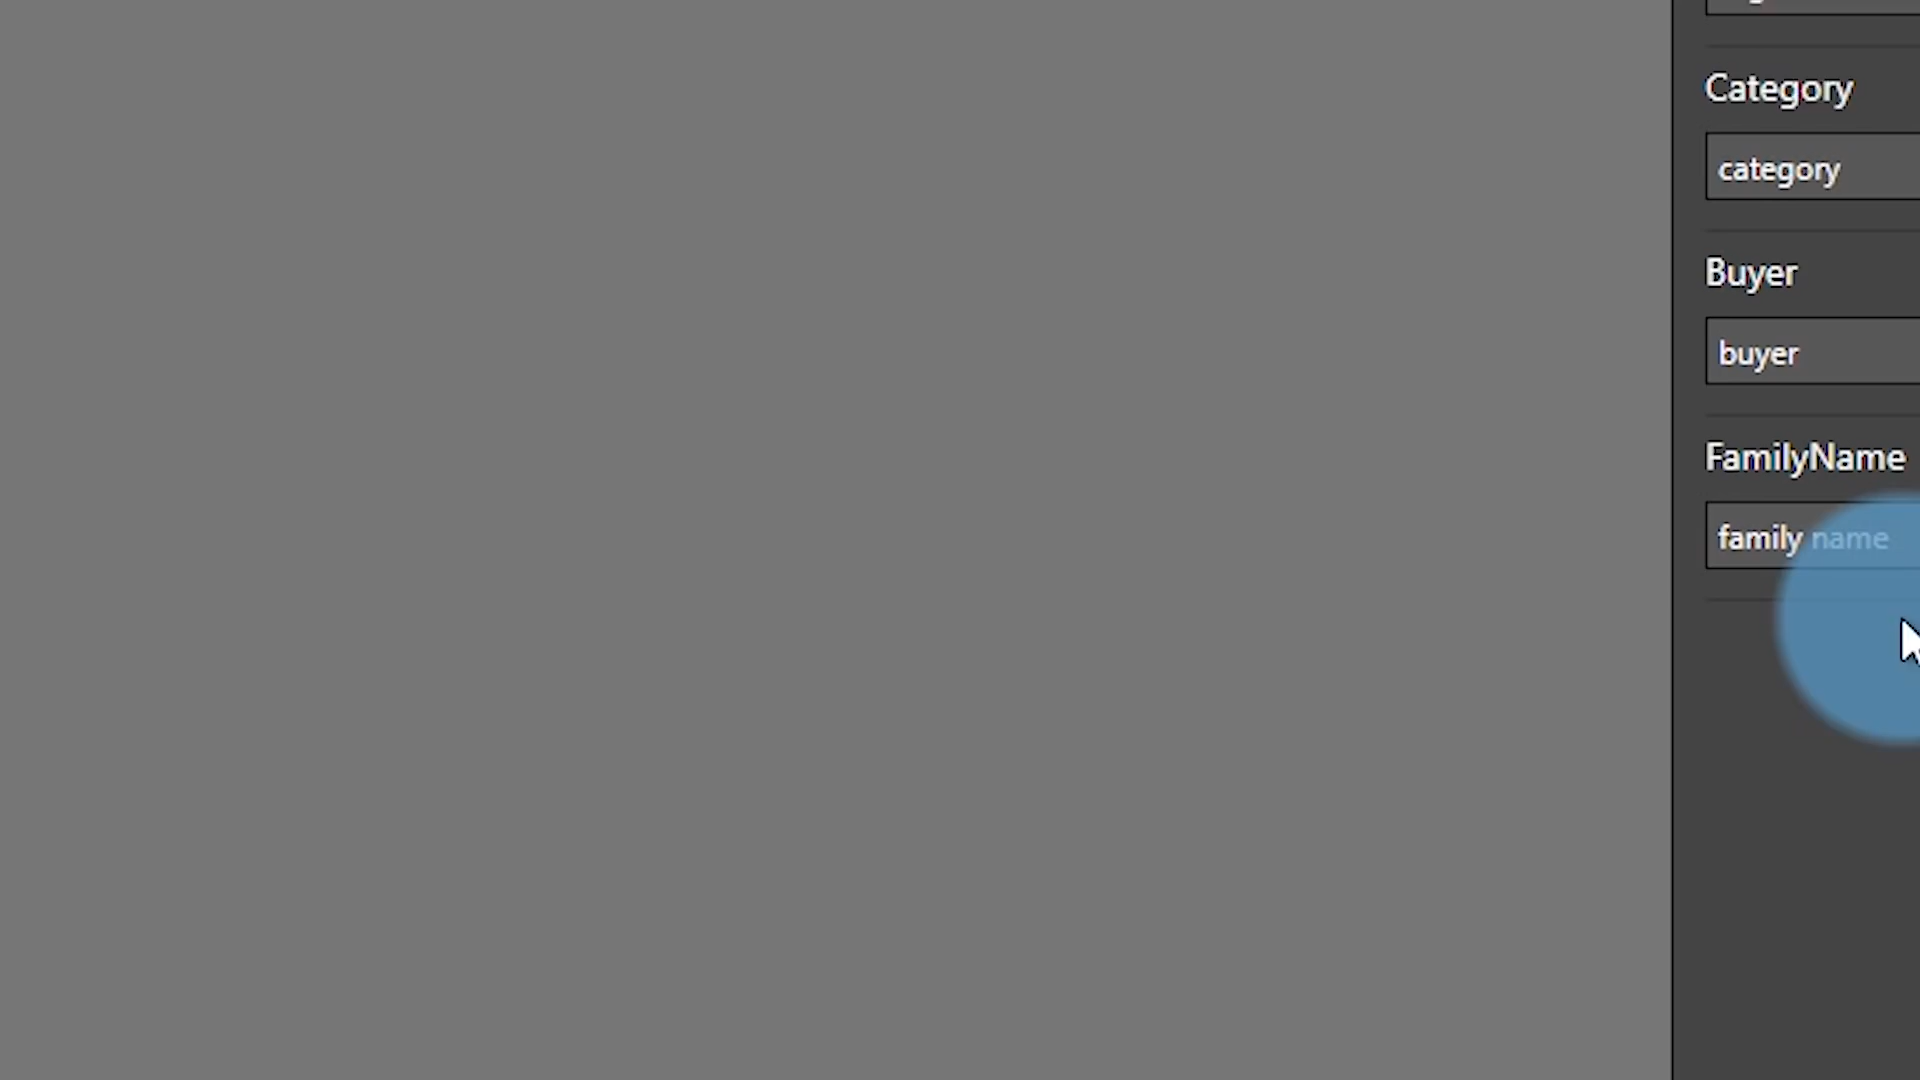 Category
category
Buyer
buyer
FamilyName
family name